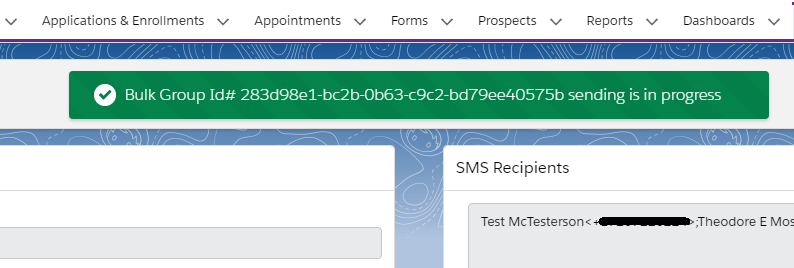 Applications & Enrollments Appointments Forms Prospects Reports Dashboards
Bulk Group Id# 283d98e1-bc2b-0b63-c9c2-bd79ee40575b sending is in progress
SMS Recipients
Test McTesterson<+ >;Theodore E Mos